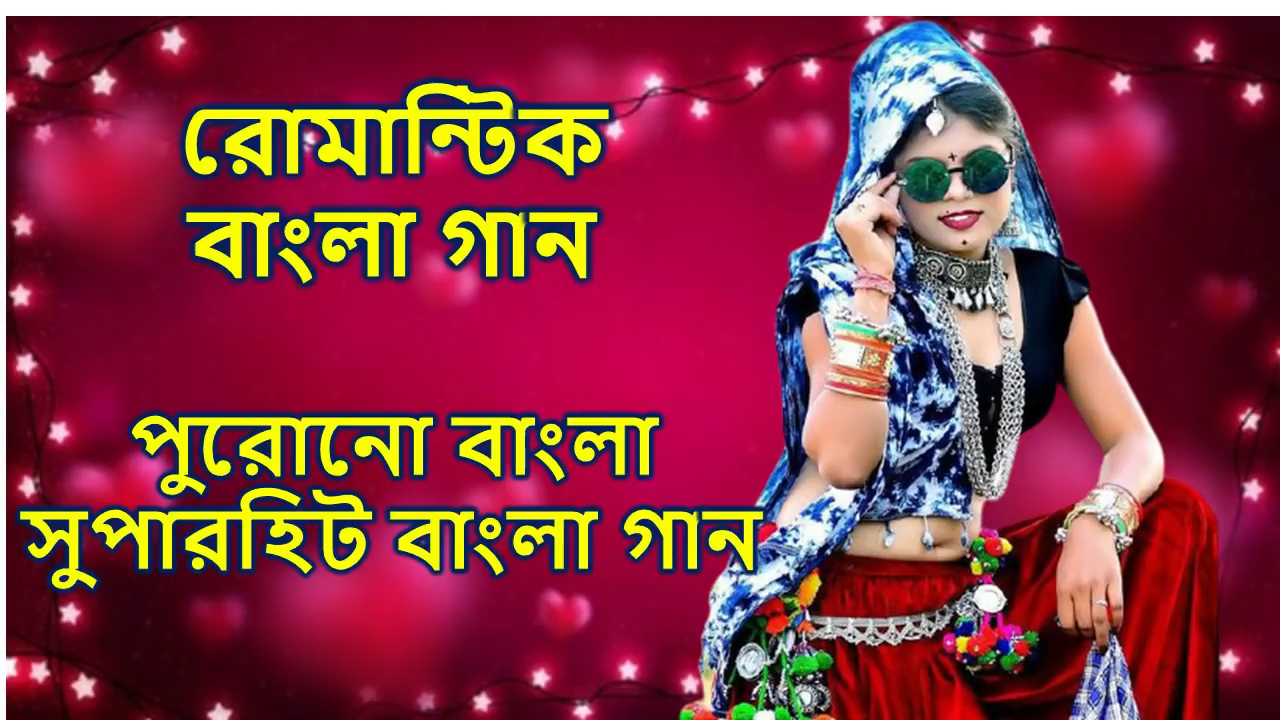 রোমান্টিক
বাংলা গান
পুরোনো বাংলা
সুপারহিট বাংলা গান